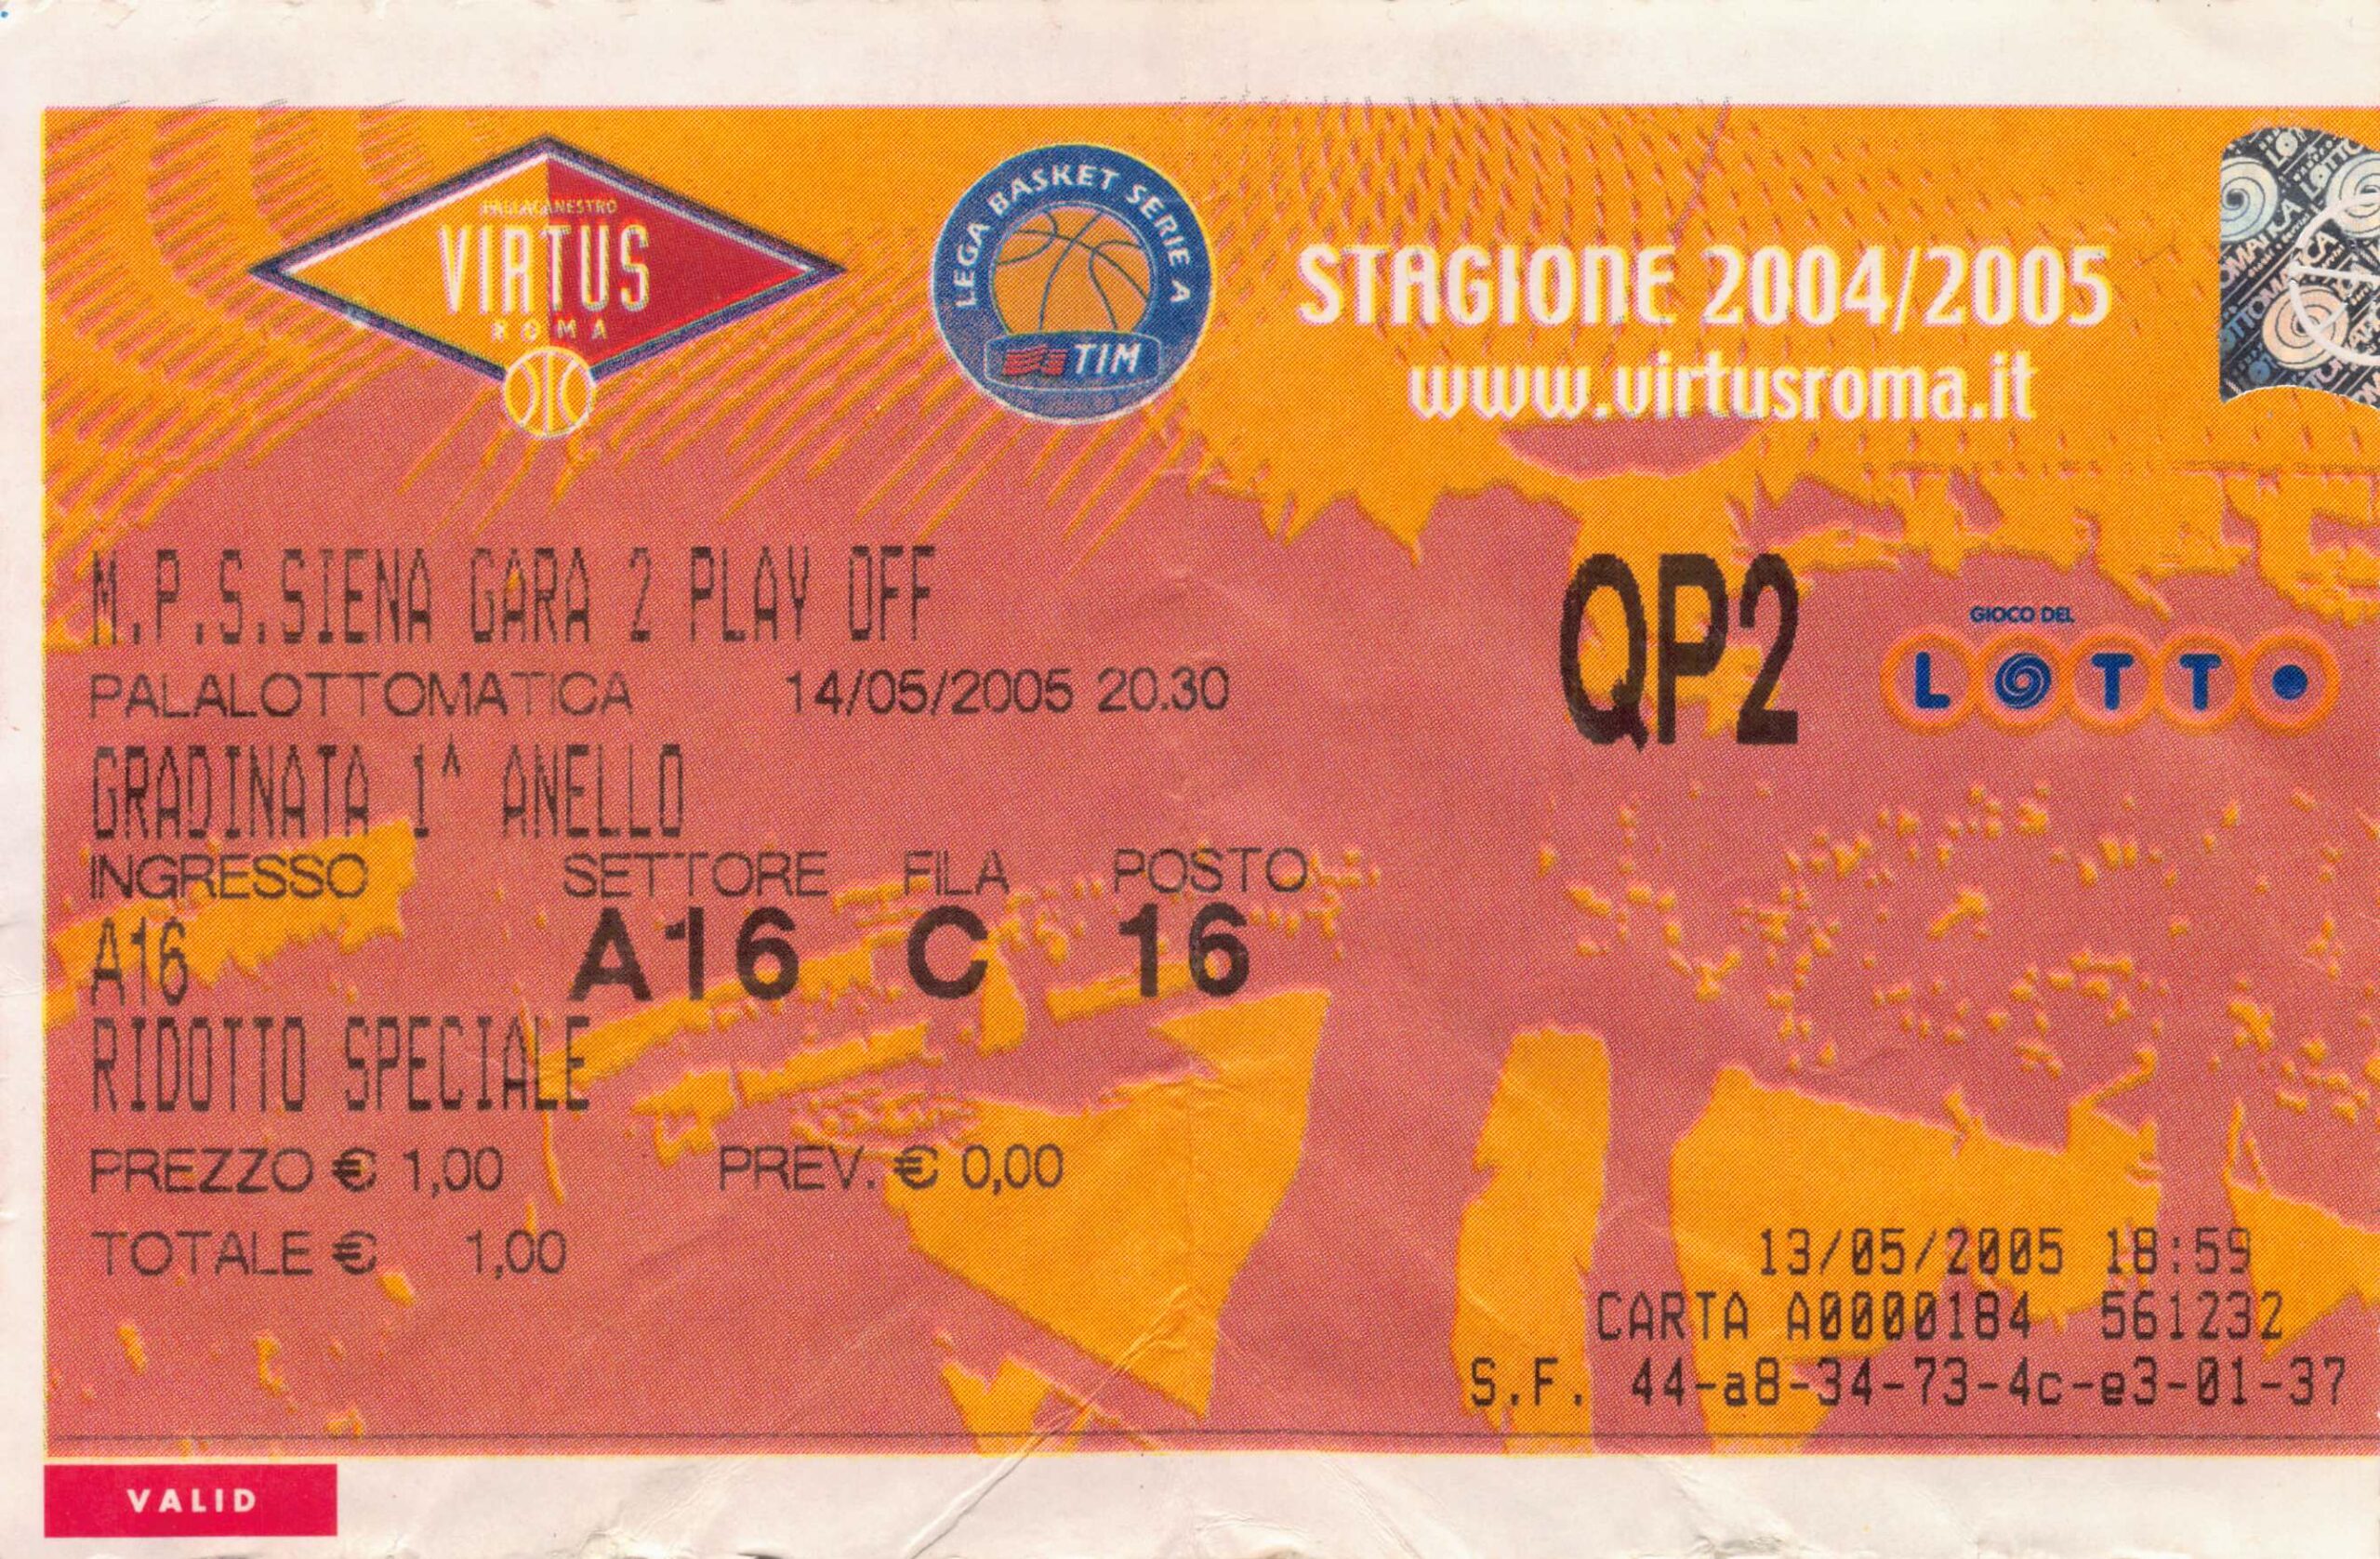 PALLACANESTRO
VIRTUS
ROMA
LEGA BASKET SERIE A
TIM
STAGIONE 2004/2005
www.virtusroma.it
M.P.S.SIENA GARA 2 PLAY OFF
PALALOTTOMATICA 14/05/2005 20.30
QP2
GIOCO DEL
LOTTO
GRADINATA 1^ ANELLO
INGRESSO SETTORE FILA POSTO
A16 A16 C 16
RIDOTTO SPECIALE
PREZZO € 1,00 PREV. € 0,00
TOTALE € 1,00
13/05/2005 18:59
CARTA A0000184 561232
S.F. 44-a8-34-73-4c-e3-01-37
VALID